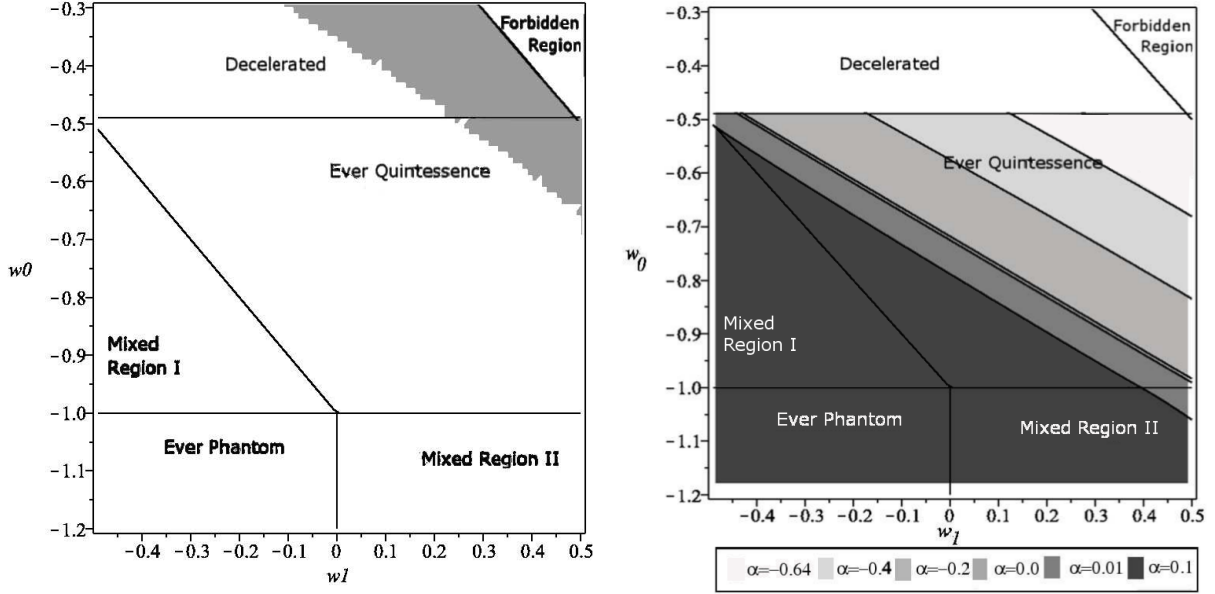 −0.3
−0.4
−0.5
−0.6
−0.7
−0.8
−0.9
−1.0
−1.1
−1.2
w0
−0.4 −0.3 −0.2 −0.1 0 0.1 0.2 0.3 0.4 0.5
w1
Decelerated
Forbidden
Region
Ever Quintessence
Mixed
Region I
Ever Phantom
Mixed Region II
−0.3
−0.4
−0.5
−0.6
−0.7
−0.8
−0.9
−1.0
−1.1
−1.2
w0
−0.4 −0.3 −0.2 −0.1 0 0.1 0.2 0.3 0.4 0.5
w1
Decelerated
Forbidden
Region
Ever Quintessence
Mixed
Region I
Ever Phantom
Mixed Region II
α=−0.64 α=−0.4 α=−0.2 α=0.0 α=0.01 α=0.1